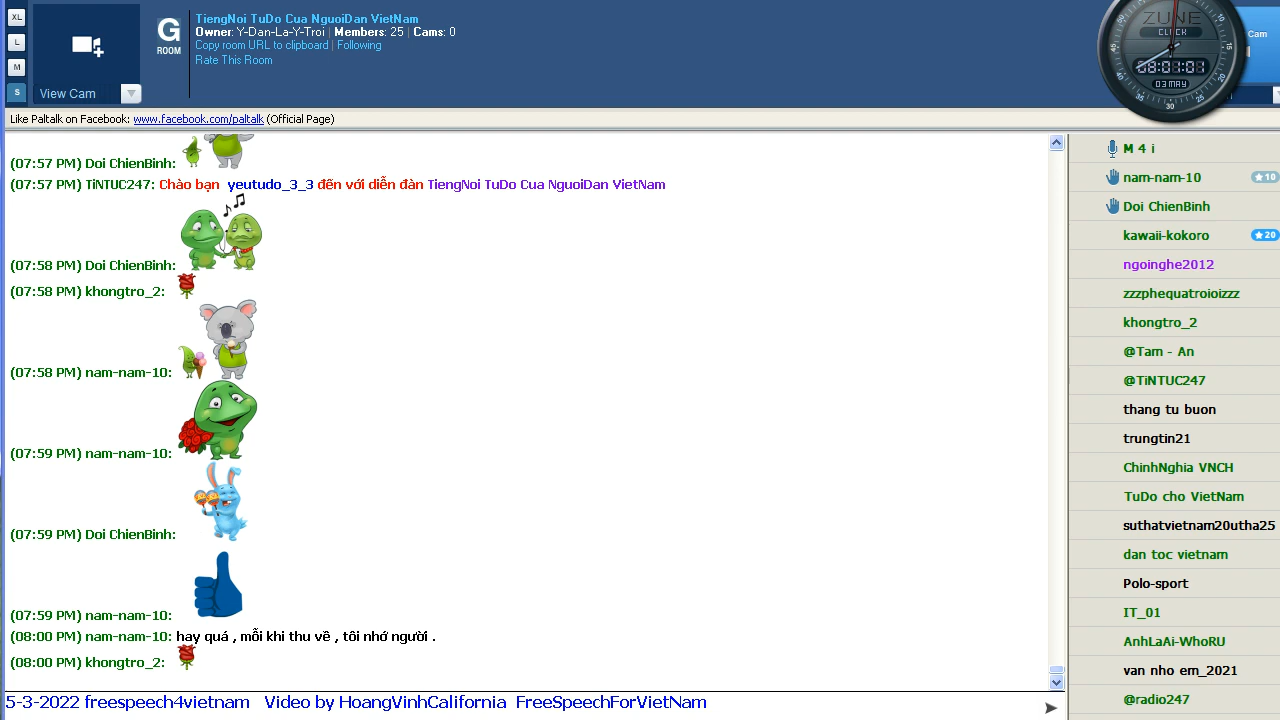 XL
L
M
S
View Cam
G
ROOM
TiengNoi TuDo Cua NguoiDan VietNam
Owner: Y-Dan-La-Y-Troi | Members: 25 | Cams: 0
Copy room URL to clipboard | Following
Rate This Room
ZUNE
CLOCK
08:01:01
03 MAY
Cam
Like Paltalk on Facebook: www.facebook.com/paltalk (Official Page)
(07:57 PM) Doi ChienBinh:
(07:57 PM) TiNTUC247: Chào bạn yeutudo_3_3 đến với diễn đàn TiengNoi TuDo Cua NguoiDan VietNam
(07:58 PM) Doi ChienBinh:
(07:58 PM) khongtro_2:
(07:58 PM) nam-nam-10:
(07:59 PM) nam-nam-10:
(07:59 PM) Doi ChienBinh:
(07:59 PM) nam-nam-10:
(08:00 PM) nam-nam-10: hay quá , mỗi khi thu về , tôi nhớ người .
(08:00 PM) khongtro_2:
M 4 i
nam-nam-10 10
Doi ChienBinh
kawaii-kokoro 20
ngoinghe2012
zzzphequatroioizzz
khongtro_2
@Tam - An
@TiNTUC247
thang tu buon
trungtin21
ChinhNghia VNCH
TuDo cho VietNam
suthatvietnam20utha25
dan toc vietnam
Polo-sport
IT_01
AnhLaAi-WhoRU
van nho em_2021
@radio247
5-3-2022 freespeech4vietnam Video by HoangVinhCalifornia FreeSpeechForVietNam